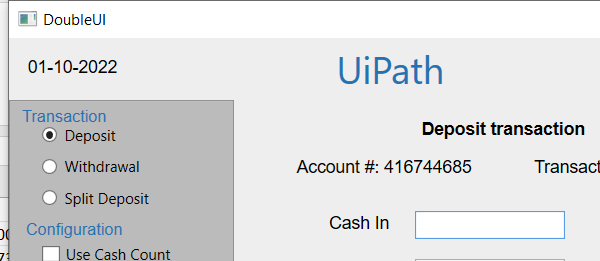 DoubleUI
01-10-2022
UiPath
Transaction
Deposit
Withdrawal
Split Deposit
Configuration
Use Cash Count
Deposit transaction
Account #: 416744685
Cash In